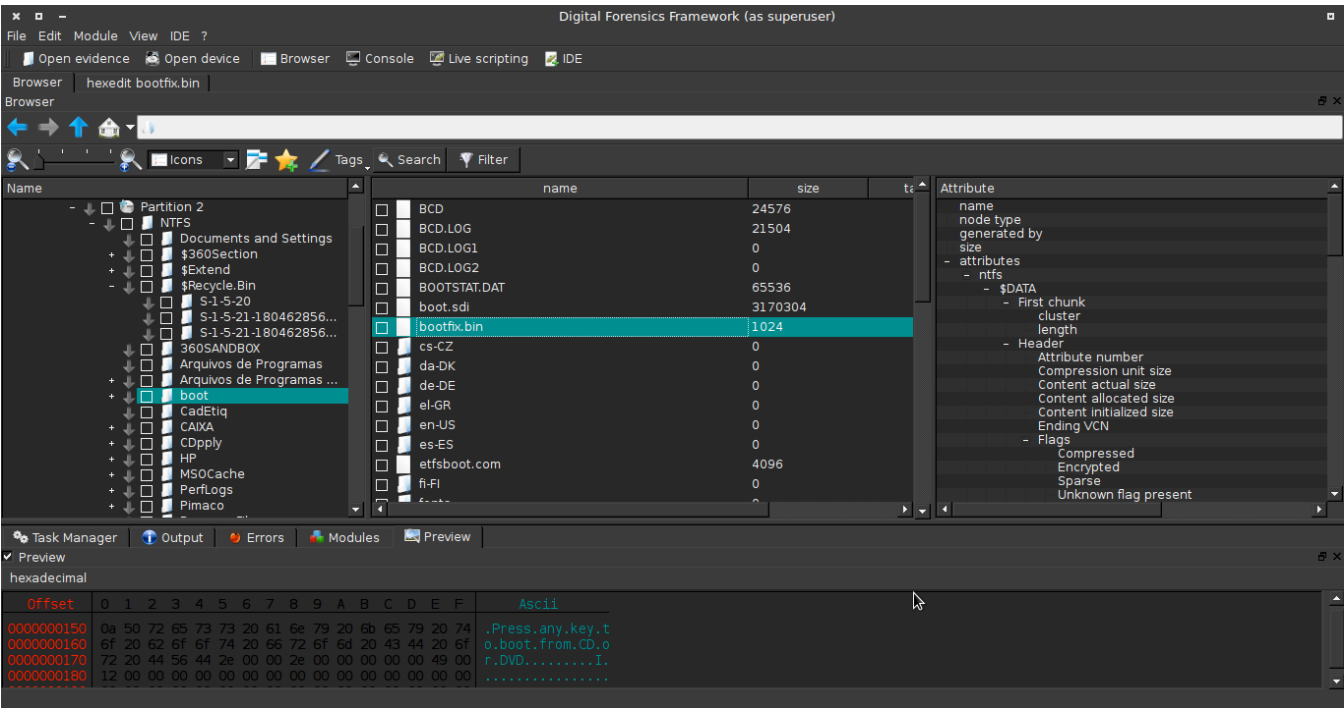 Digital Forensics Framework (as superuser)
File Edit Module View IDE ?
Open evidence Open device Browser Console Live scripting IDE
Browser hexedit bootfix.bin
Browser
Icons Tags Search Filter
Name
- Partition 2
- NTFS
Documents and Settings
+ $360Section
+ $Extend
- $Recycle.Bin
S-1-5-20
S-1-5-21-180462856...
S-1-5-21-180462856...
360SANDBOX
Arquivos de Programas
+ Arquivos de Programas ...
+ boot
CadEtiq
+ CAIXA
+ CDpply
+ HP
+ MSOCache
+ PerfLogs
+ Pimaco
name size
BCD 24576
BCD.LOG 21504
BCD.LOG1 0
BCD.LOG2 0
BOOTSTAT.DAT 65536
boot.sdi 3170304
bootfix.bin 1024
cs-CZ 0
da-DK 0
de-DE 0
el-GR 0
en-US 0
es-ES 0
etfsboot.com 4096
fi-FI 0
Attribute
name
node type
generated by
size
- attributes
- ntfs
- $DATA
- First chunk
cluster
length
- Header
Attribute number
Compression unit size
Content actual size
Content allocated size
Content initialized size
Ending VCN
- Flags
Compressed
Encrypted
Sparse
Unknown flag present
Task Manager Output Errors Modules Preview
Preview
hexadecimal
Offset 0 1 2 3 4 5 6 7 8 9 A B C D E F Ascii
0000000150 0a 50 72 65 73 73 20 61 6e 79 20 6b 65 79 20 74 .Press.any.key.t
0000000160 6f 20 62 6f 6f 74 20 66 72 6f 6d 20 43 44 20 6f o.boot.from.CD.o
0000000170 72 20 44 56 44 2e 00 00 2e 00 00 00 00 00 49 00 r.DVD.........I.
0000000180 12 00 00 00 00 00 00 00 00 00 00 00 00 00 00 00 ................